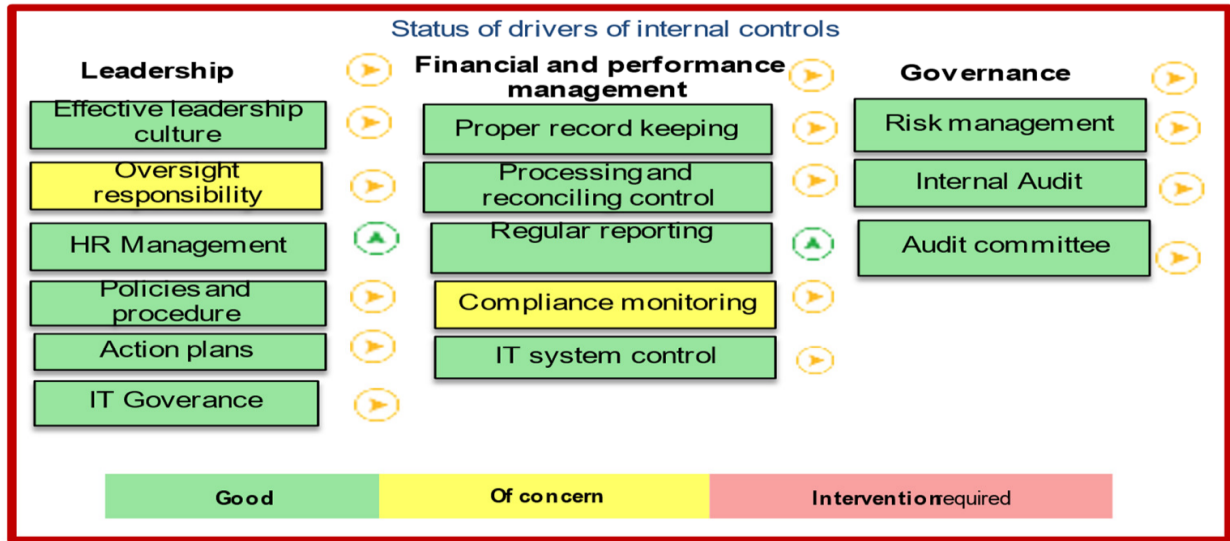 Status of drivers of internal controls
Leadership
Effective leadership
culture
Oversight
responsibility
HR Management
Policies and
procedure
Action plans
IT Goverance
Financial and performance
management
Proper record keeping
Processing and
reconciling control
Regular reporting
Compliance monitoring
IT system control
Governance
Risk management
Internal Audit
Audit committee
Good
Of concern
Intervention required